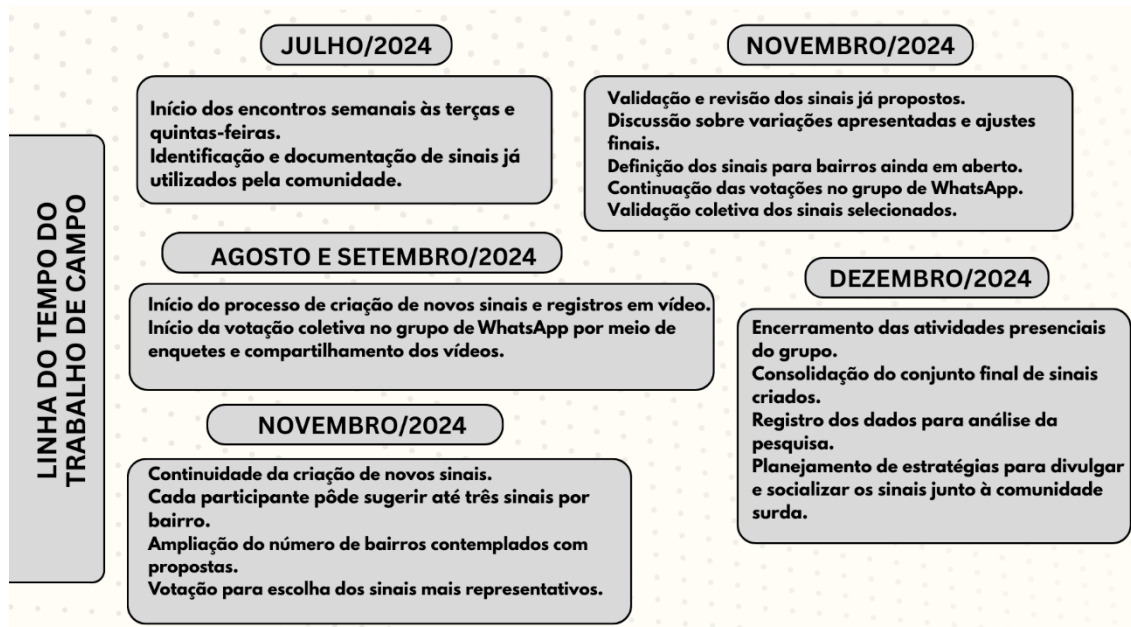 LINHA DO TEMPO DO
TRABALHO DE CAMPO
JULHO/2024
Início dos encontros semanais às terças e
quintas-feiras.
Identificação e documentação de sinais já
utilizados pela comunidade.
AGOSTO E SETEMBRO/2024
Início do processo de criação de novos sinais e registros em vídeo.
Início da votação coletiva no grupo de WhatsApp por meio de
enquetes e compartilhamento dos vídeos.
NOVEMBRO/2024
Continuidade da criação de novos sinais.
Cada participante pôde sugerir até três sinais por
bairro.
Ampliação do número de bairros contemplados com
propostas.
Votação para escolha dos sinais mais representativos.
NOVEMBRO/2024
Validação e revisão dos sinais já propostos.
Discussão sobre variações apresentadas e ajustes
finais.
Definição dos sinais para bairros ainda em aberto.
Continuação das votações no grupo de WhatsApp.
Validação coletiva dos sinais selecionados.
DEZEMBRO/2024
Encerramento das atividades presenciais
do grupo.
Consolidação do conjunto final de sinais
criados.
Registro dos dados para análise da
pesquisa.
Planejamento de estratégias para divulgar
e socializar os sinais junto à comunidade
surda.